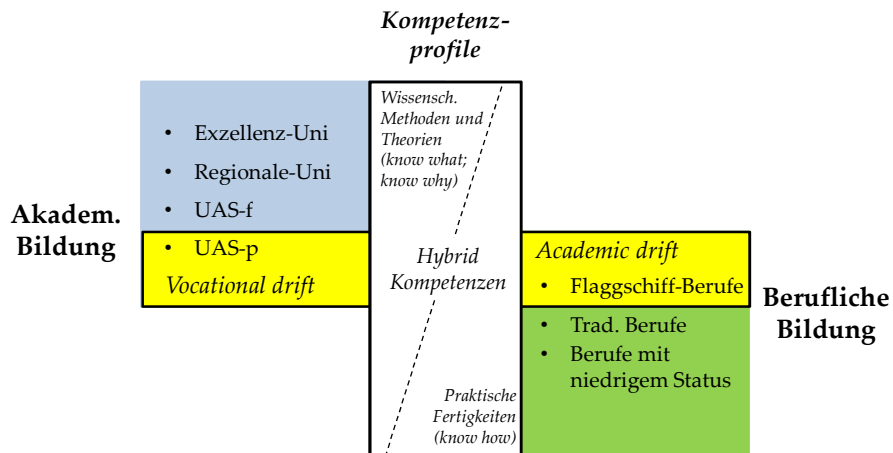 Kompetenz-
profile
Akadem.
Bildung
• Exzellenz-Uni
• Regionale-Uni
• UAS-f
• UAS-p
Vocational drift
Wissensch.
Methoden und
Theorien
(know what;
know why)
Hybrid
Kompetenzen
Praktische
Fertigkeiten
(know how)
Academic drift
• Flaggschiff-Berufe
• Trad. Berufe
• Berufe mit
niedrigem Status
Berufliche
Bildung